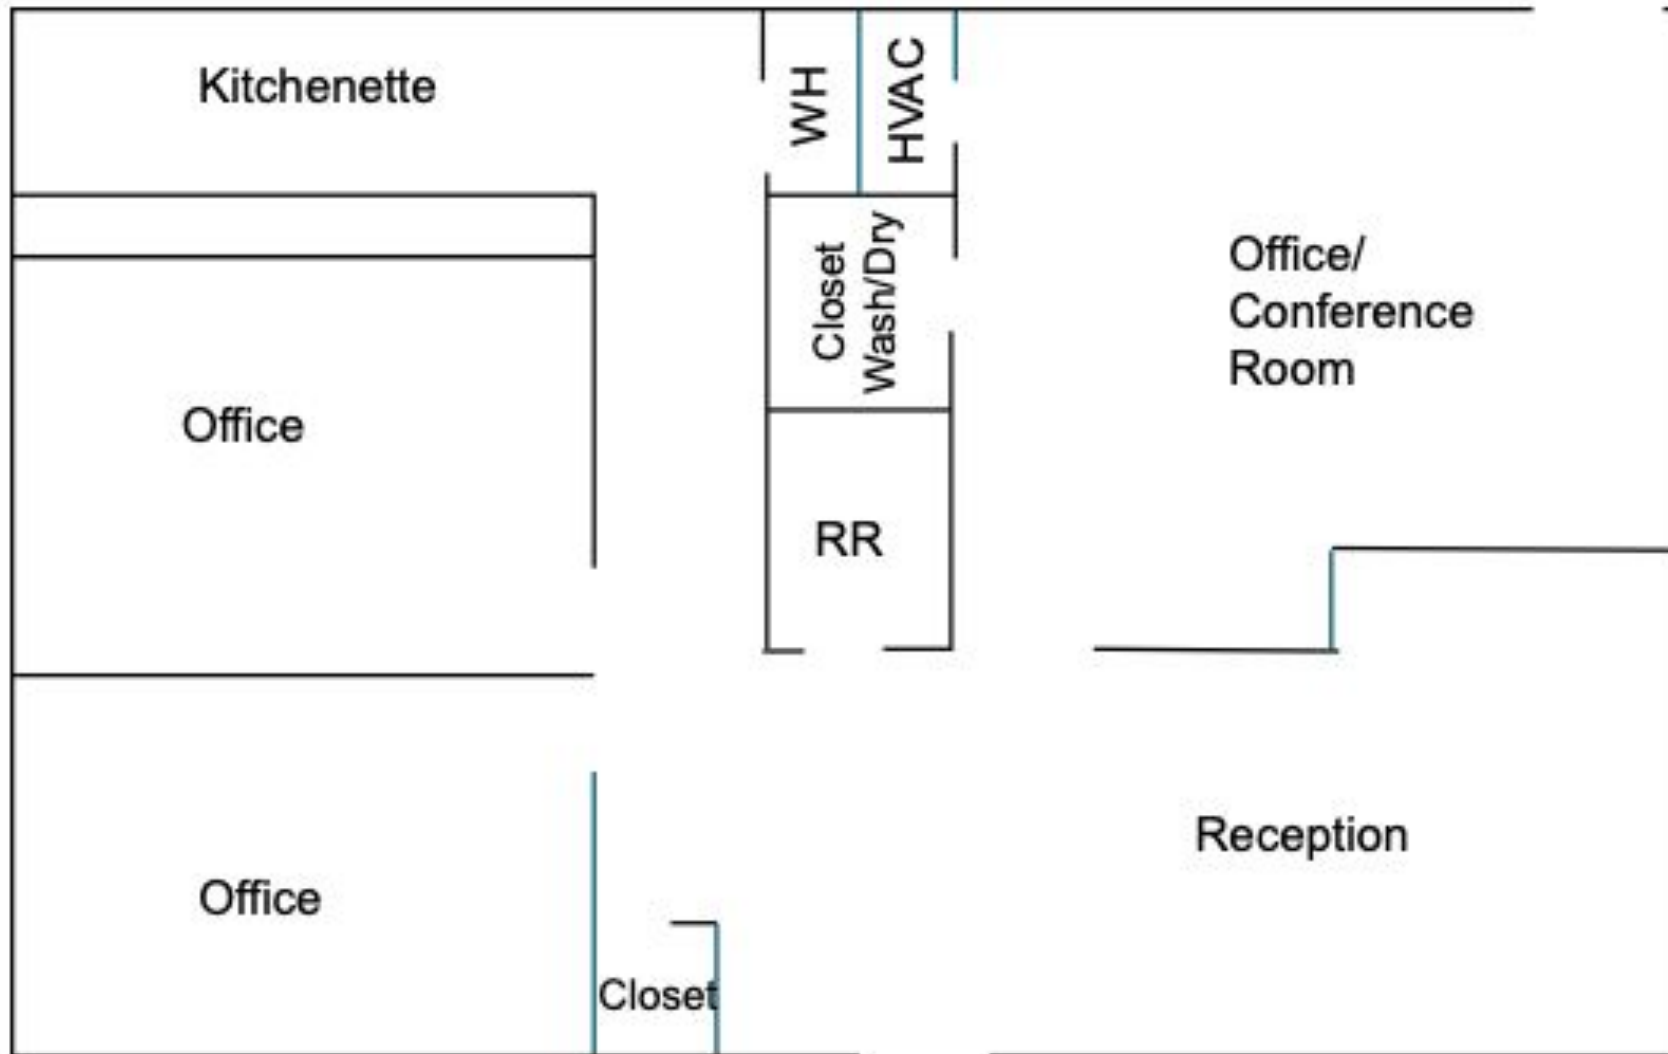 Kitchenette
WH
HVAC
Closet
Wash/Dry
Office/
Conference
Room
Office
RR
Reception
Office
Closet